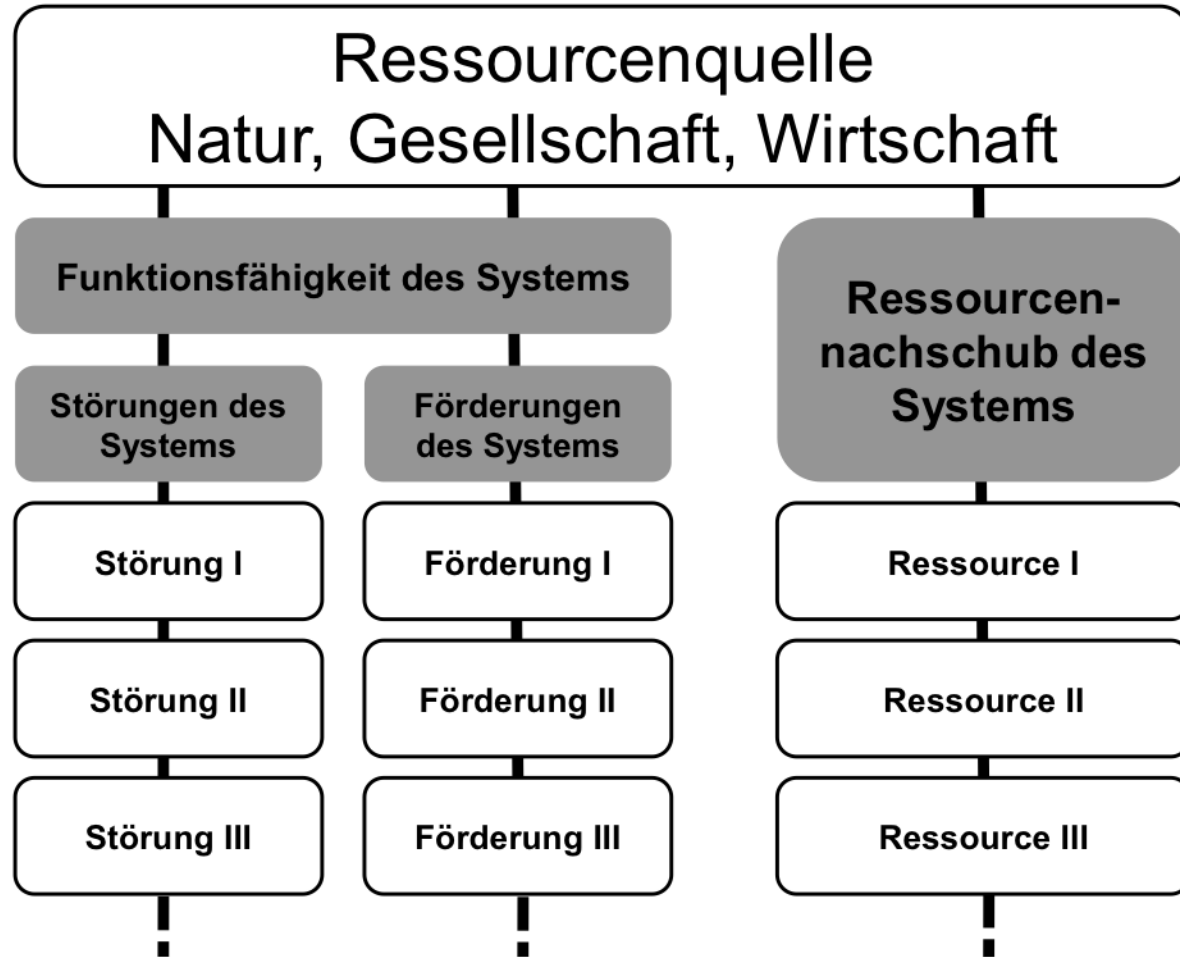 Ressourcenquelle
Natur, Gesellschaft, Wirtschaft
Funktionsfähigkeit des Systems
Ressourcen-
nachschub des
Systems
Störungen des
Systems
Förderungen
des Systems
Störung I
Förderung I
Ressource I
Störung II
Förderung II
Ressource II
Störung III
Förderung III
Ressource III